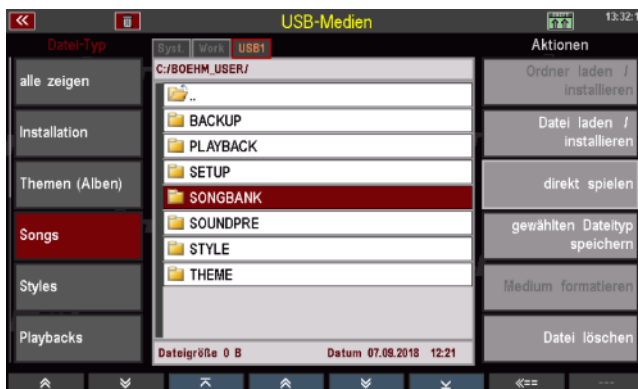 USB-Medien
13:32:1
Datei-Typ
alle zeigen
Installation
Themen (Alben)
Songs
Styles
Playbacks
Syst. Work USB1
C:/BOEHM_USER/
..
BACKUP
PLAYBACK
SETUP
SONGBANK
SOUNDPRE
STYLE
THEME
Dateigröße 0 B Datum 07.09.2018 12:21
Aktionen
Ordner laden /
installieren
Datei laden /
installieren
direkt spielen
gewählten Dateityp
speichern
Medium formatieren
Datei löschen
«==
---